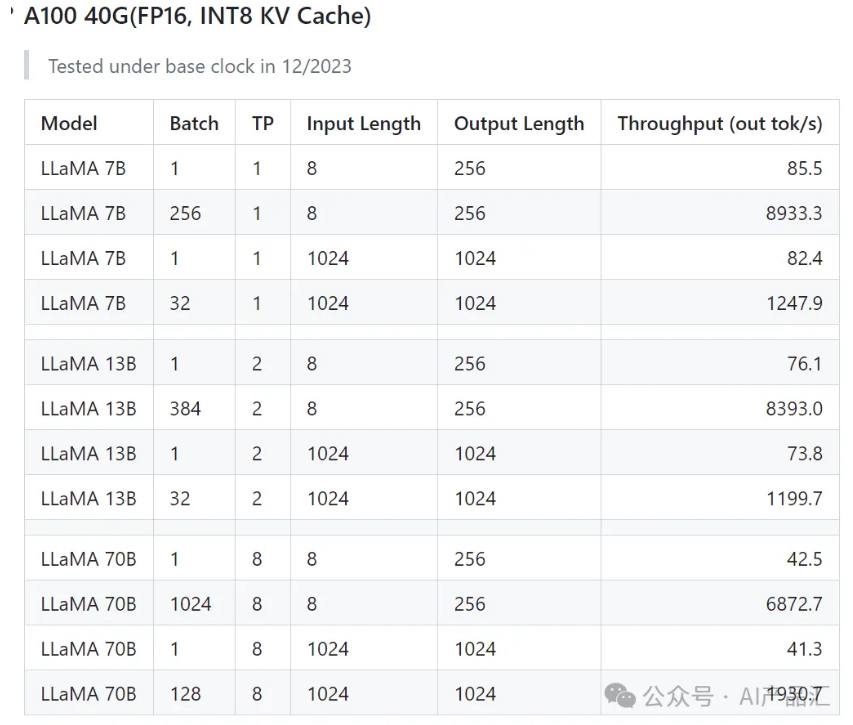 A100 40G(FP16, INT8 KV Cache)
Tested under base clock in 12/2023
Model Batch TP Input Length Output Length Throughput (out tok/s)
LLaMA 7B 1 1 8 256 85.5
LLaMA 7B 256 1 8 256 8933.3
LLaMA 7B 1 1 1024 1024 82.4
LLaMA 7B 32 1 1024 1024 1247.9
LLaMA 13B 1 2 8 256 76.1
LLaMA 13B 384 2 8 256 8393.0
LLaMA 13B 1 2 1024 1024 73.8
LLaMA 13B 32 2 1024 1024 1199.7
LLaMA 70B 1 8 8 256 42.5
LLaMA 70B 1024 8 8 256 6872.7
LLaMA 70B 1 8 1024 1024 41.3
LLaMA 70B 128 8 1024 1024 1930.7
公众号 · AI产品汇